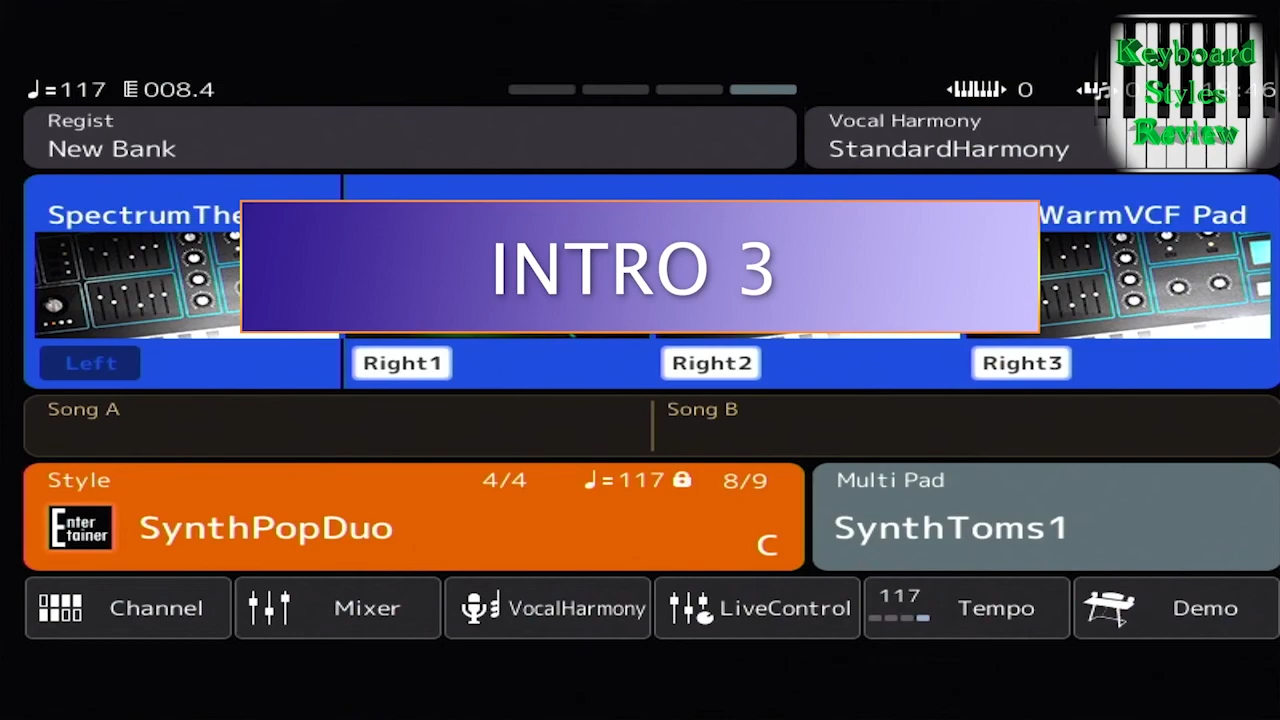 ♩=117 008.4
0
:46
Keyboard
Styles
Review
Regist
New Bank
Vocal Harmony
StandardHarmony
SpectrumThe
WarmVCF Pad
INTRO 3
Left
Right1
Right2
Right3
Song A
Song B
Style 4/4 ♩=117 8/9
Enter
tainer
SynthPopDuo
C
Multi Pad
SynthToms1
Channel
Mixer
VocalHarmony
LiveControl
117
Tempo
Demo